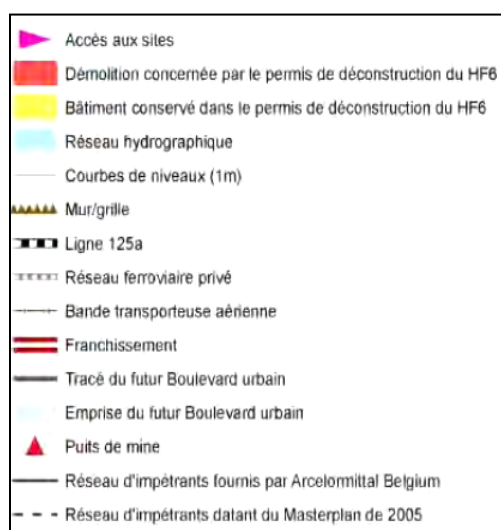 Accès aux sites
Démolition concernée par le permis de déconstruction du HF6
Bâtiment conservé dans le permis de déconstruction du HF6
Réseau hydrographique
Courbes de niveaux (1m)
Mur/grille
Ligne 125a
Réseau ferroviaire privé
Bande transporteuse aérienne
Franchissement
Tracé du futur Boulevard urbain
Emprise du futur Boulevard urbain
Puits de mine
Réseau d'impétrants fournis par Arcelormittal Belgium
Réseau d'impétrants datant du Masterplan de 2005